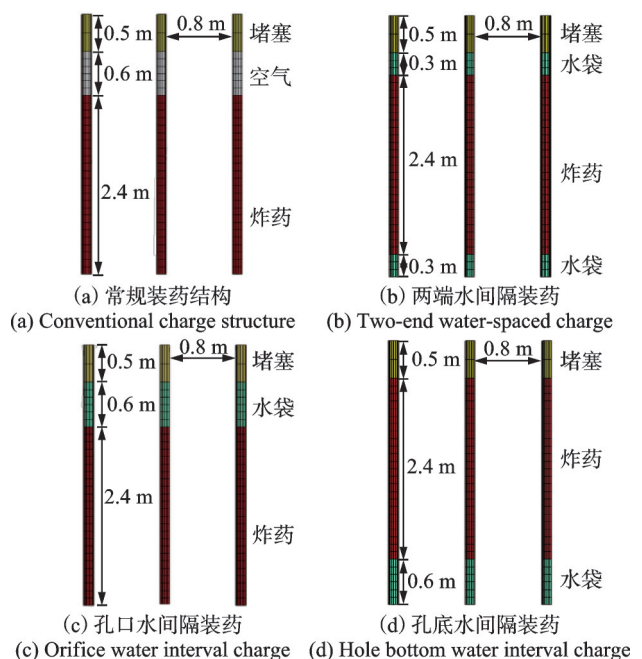 0.5 m
0.8 m
堵塞
0.6 m
空气
2.4 m
炸药
(a) 常规装药结构
(a) Conventional charge structure
0.5 m
0.8 m
堵塞
0.3 m
水袋
2.4 m
炸药
0.3 m
水袋
(b) 两端水间隔装药
(b) Two-end water-spaced charge
0.5 m
0.8 m
堵塞
0.6 m
水袋
2.4 m
炸药
(c) 孔口水间隔装药
(c) Orifice water interval charge
0.5 m
0.8 m
堵塞
2.4 m
炸药
0.6 m
水袋
(d) 孔底水间隔装药
(d) Hole bottom water interval charge